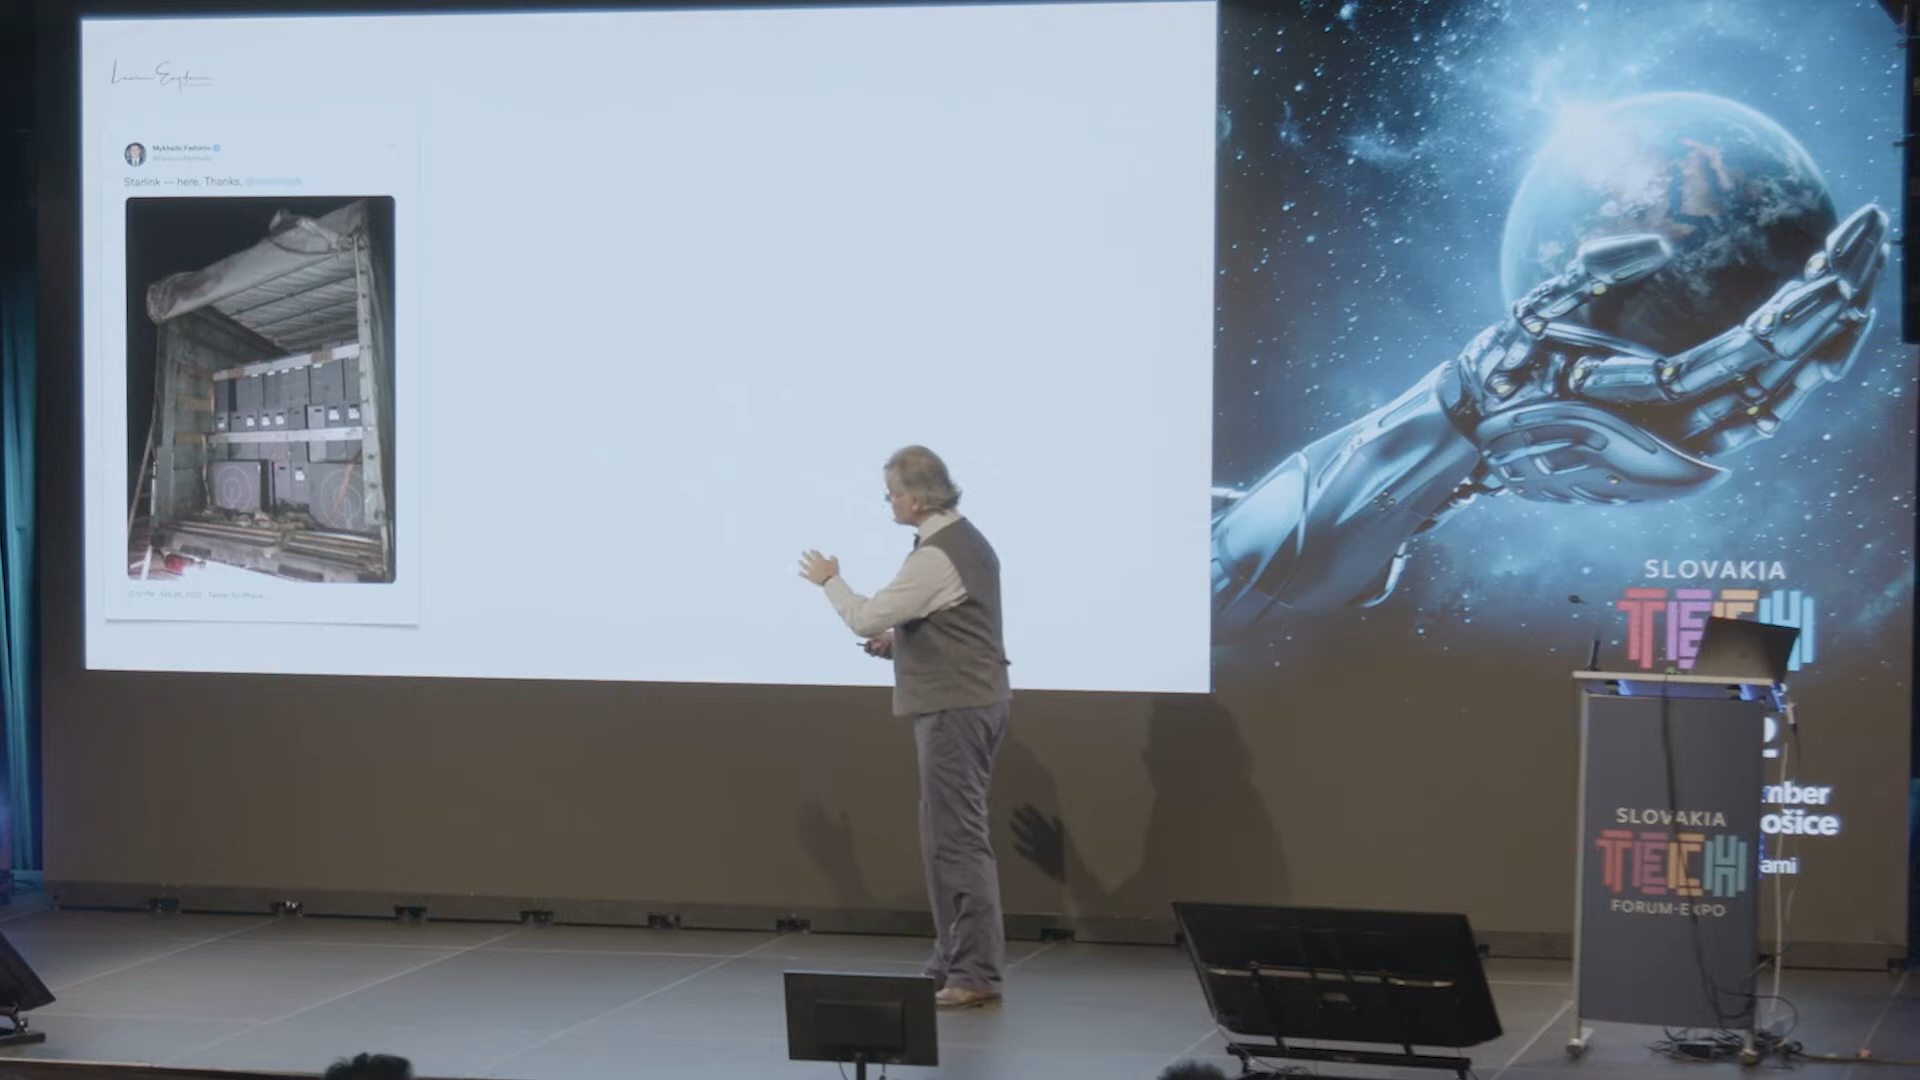 Mykhailo Fedorov
Starlink — here. Thanks,
SLOVAKIA
TECH
mber
ošice
ami
SLOVAKIA
TECH
FORUM-EXPO